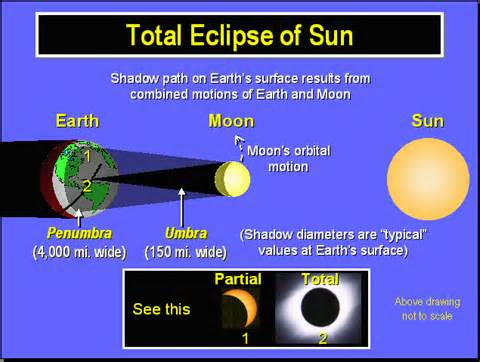 Total Eclipse of Sun
Shadow path on Earth's surface results from
combined motions of Earth and Moon
Earth
Moon
Sun
Moon's orbital
motion
1
2
Penumbra
(4,000 mi. wide)
Umbra
(150 mi. wide)
(Shadow diameters are "typical"
values at Earth's surface)
Partial
Total
See this
1
2
Above drawing
not to scale